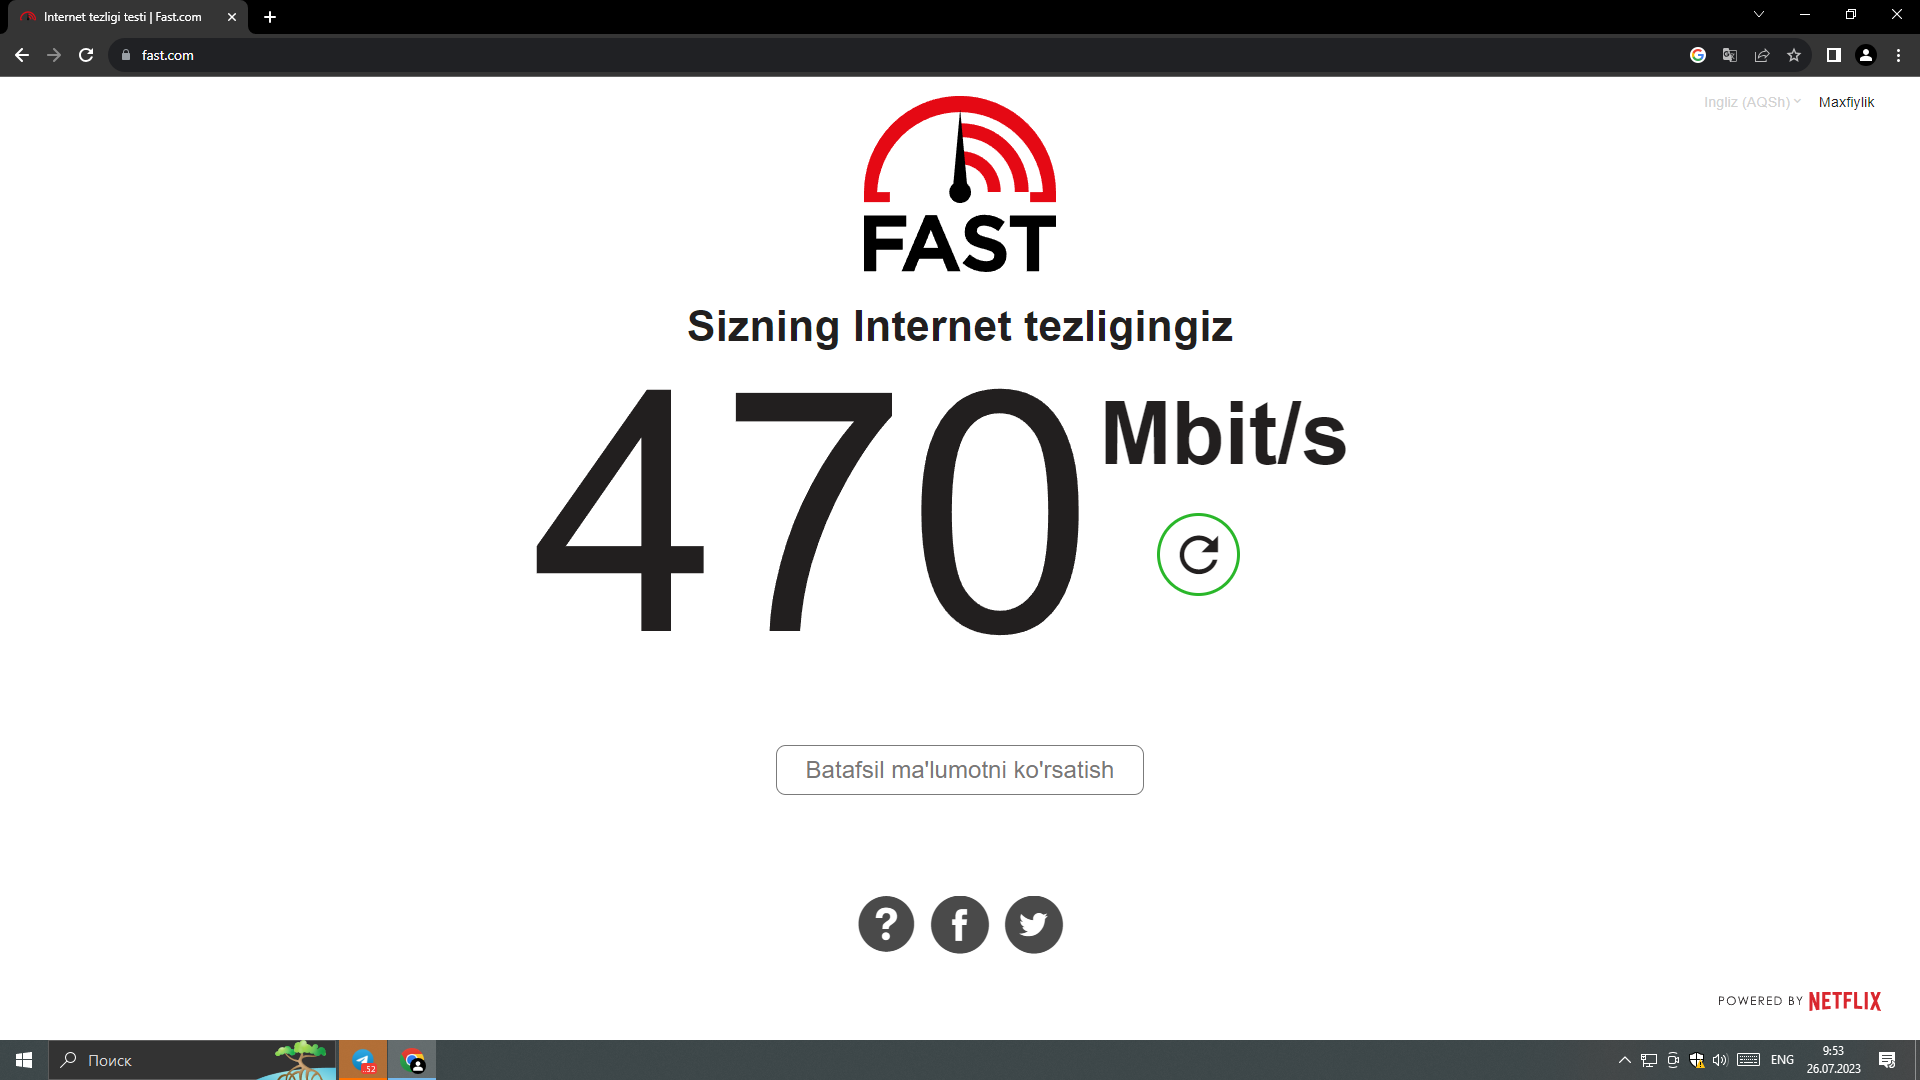 Internet tezligi testi | Fast.com
fast.com
Ingliz (AQSh) Maxfiylik
FAST
Sizning Internet tezligingiz
470 Mbit/s
Batafsil ma'lumotni ko'rsatish
POWERED BY NETFLIX
Поиск
52
ENG
9:53
26.07.2023